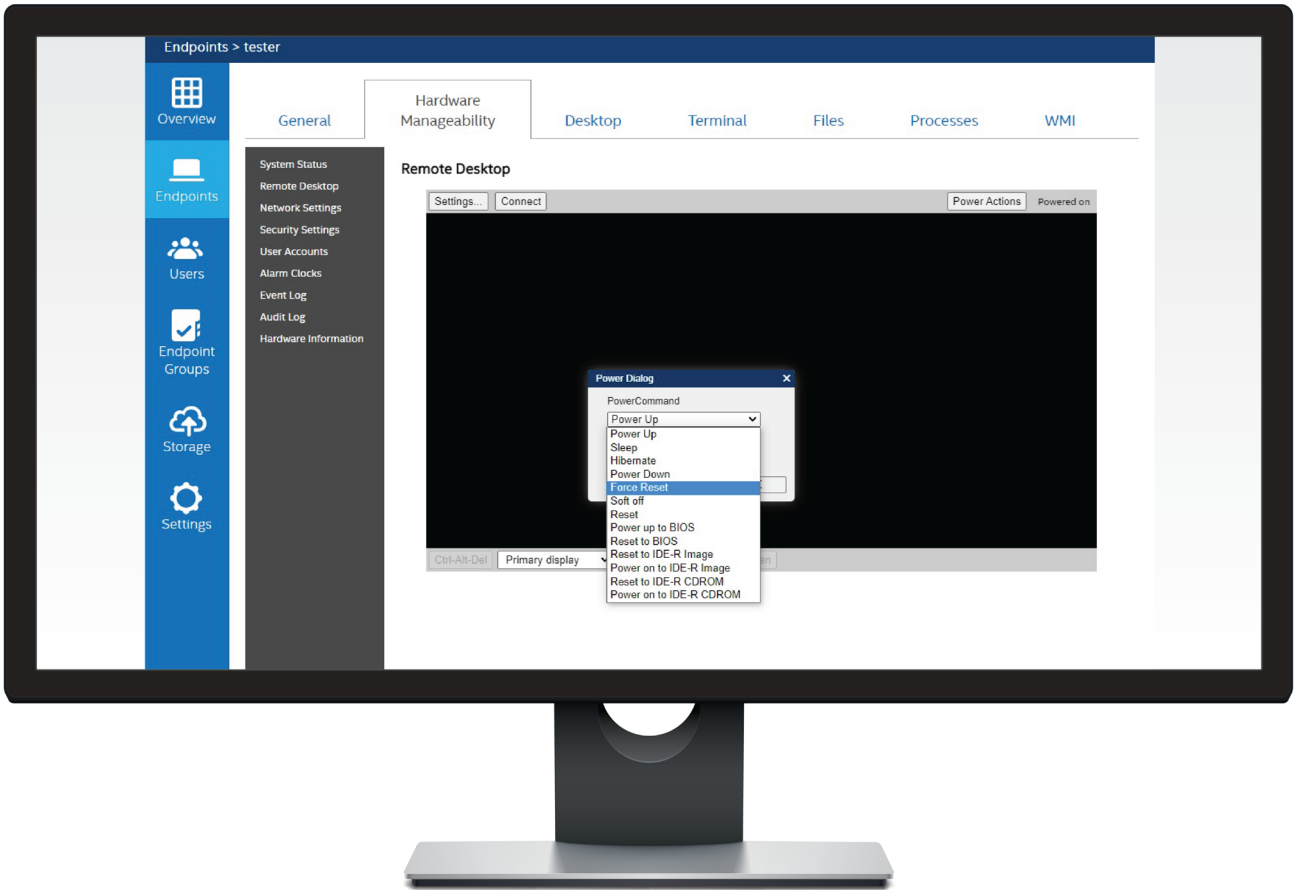 Endpoints > tester
Overview
Endpoints
Users
Endpoint
Groups
Storage
Settings
General
Hardware
Manageability
Desktop
Terminal
Files
Processes
WMI
System Status
Remote Desktop
Network Settings
Security Settings
User Accounts
Alarm Clocks
Event Log
Audit Log
Hardware Information
Remote Desktop
Settings...
Connect
Power Actions
Powered on
Power Dialog
PowerCommand
Power Up
Power Up
Sleep
Hibernate
Power Down
Force Reset
Soft off
Reset
Power up to BIOS
Reset to BIOS
Reset to IDE-R Image
Power on to IDE-R Image
Reset to IDE-R CDROM
Power on to IDE-R CDROM
Ctrl-Alt-Del
Primary display